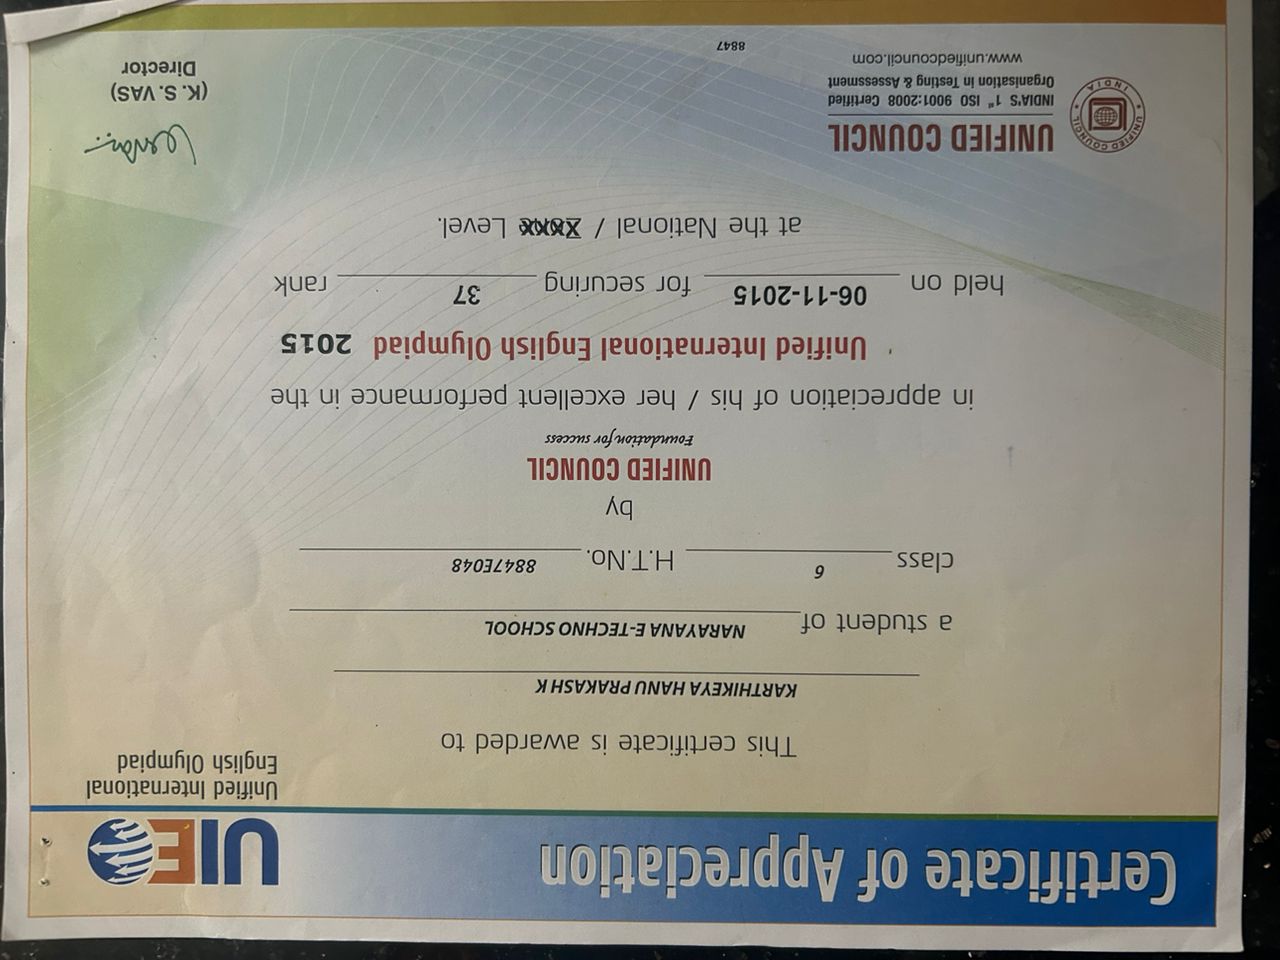 Certificate of Appreciation
UIEO
Unified International
English Olympiad
This certificate is awarded to
KARTHIKEYA HANU PRAKASH K
a student of NARAYANA E-TECHNO SCHOOL
class 6 H.T.No. 8847E048
by
UNIFIED COUNCIL
Foundation for success
in appreciation of his / her excellent performance in the
Unified International English Olympiad 2015
held on 06-11-2015 for securing 37 rank
at the National / Level.
UNIFIED COUNCIL
INDIA'S 1st ISO 9001:2008 Certified
Organisation in Testing & Assessment
www.unifiedcouncil.com
UNIFIED COUNCIL
INDIA
8847
(K. S. VAS)
Director